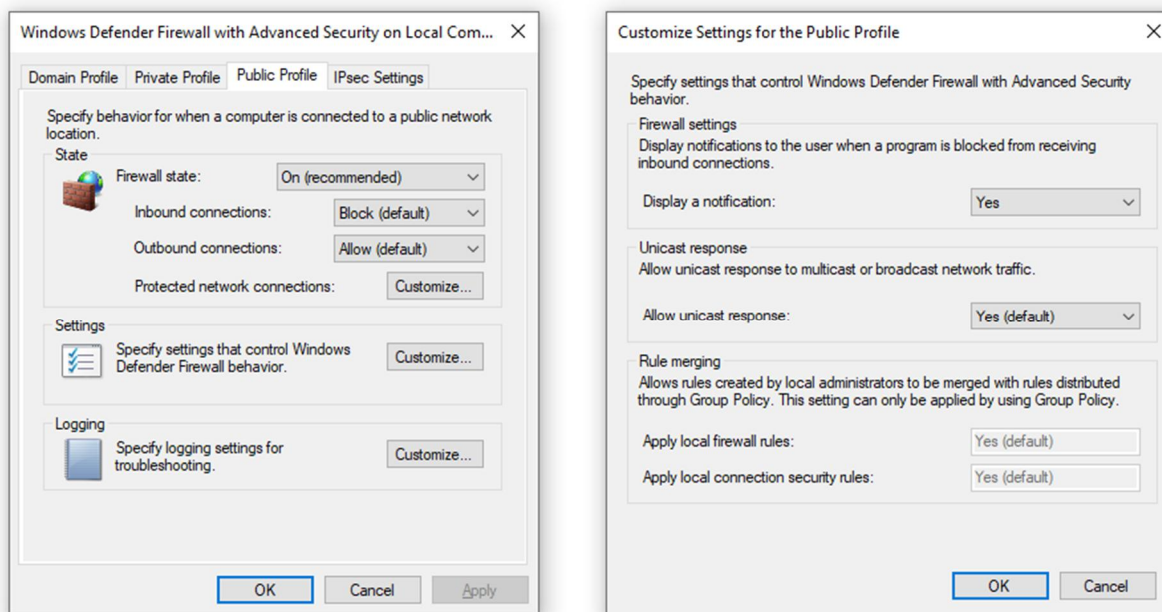 Windows Defender Firewall with Advanced Security on Local Com...
Domain Profile
Private Profile
Public Profile
IPsec Settings
Specify behavior for when a computer is connected to a public network
location.
State
Firewall state:
On (recommended)
Inbound connections:
Block (default)
Outbound connections:
Allow (default)
Protected network connections:
Customize...
Settings
Specify settings that control Windows
Defender Firewall behavior.
Customize...
Logging
Specify logging settings for
troubleshooting.
Customize...
OK
Cancel
Apply
Customize Settings for the Public Profile
Specify settings that control Windows Defender Firewall with Advanced Security
behavior.
Firewall settings
Display notifications to the user when a program is blocked from receiving
inbound connections.
Display a notification:
Yes
Unicast response
Allow unicast response to multicast or broadcast network traffic.
Allow unicast response:
Yes (default)
Rule merging
Allows rules created by local administrators to be merged with rules distributed
through Group Policy. This setting can only be applied by using Group Policy.
Apply local firewall rules:
Yes (default)
Apply local connection security rules:
Yes (default)
OK
Cancel